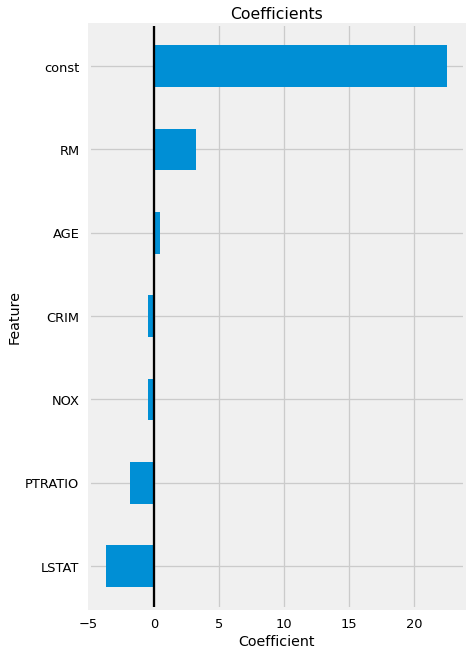 Coefficients
const
RM
AGE
CRIM
NOX
PTRATIO
LSTAT
Feature
−5 0 5 10 15 20
Coefficient